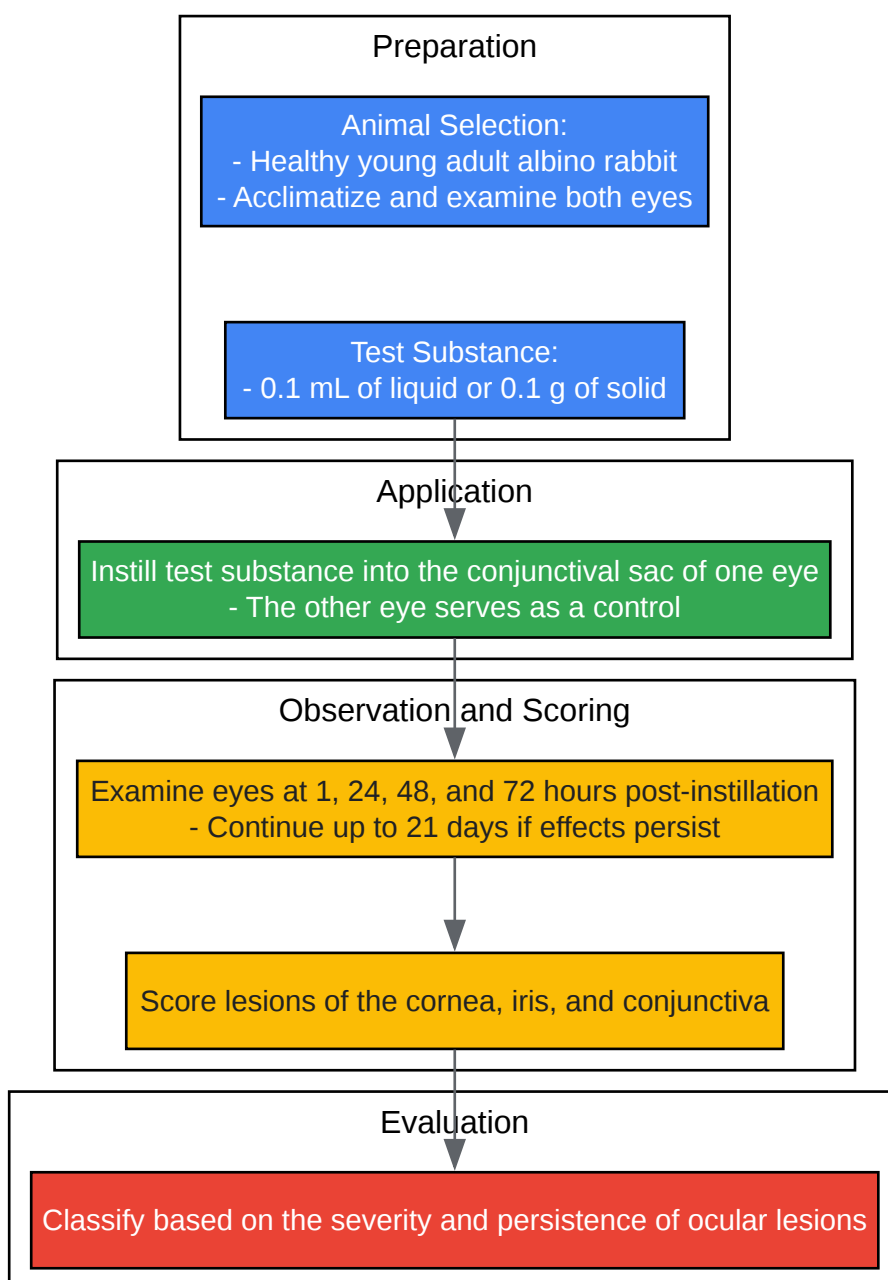 Preparation
Animal Selection:
- Healthy young adult albino rabbit
- Acclimatize and examine both eyes
Test Substance:
- 0.1 mL of liquid or 0.1 g of solid
Application
Instill test substance into the conjunctival sac of one eye
- The other eye serves as a control
Observation and Scoring
Examine eyes at 1, 24, 48, and 72 hours post-instillation
- Continue up to 21 days if effects persist
Score lesions of the cornea, iris, and conjunctiva
Evaluation
Classify based on the severity and persistence of ocular lesions